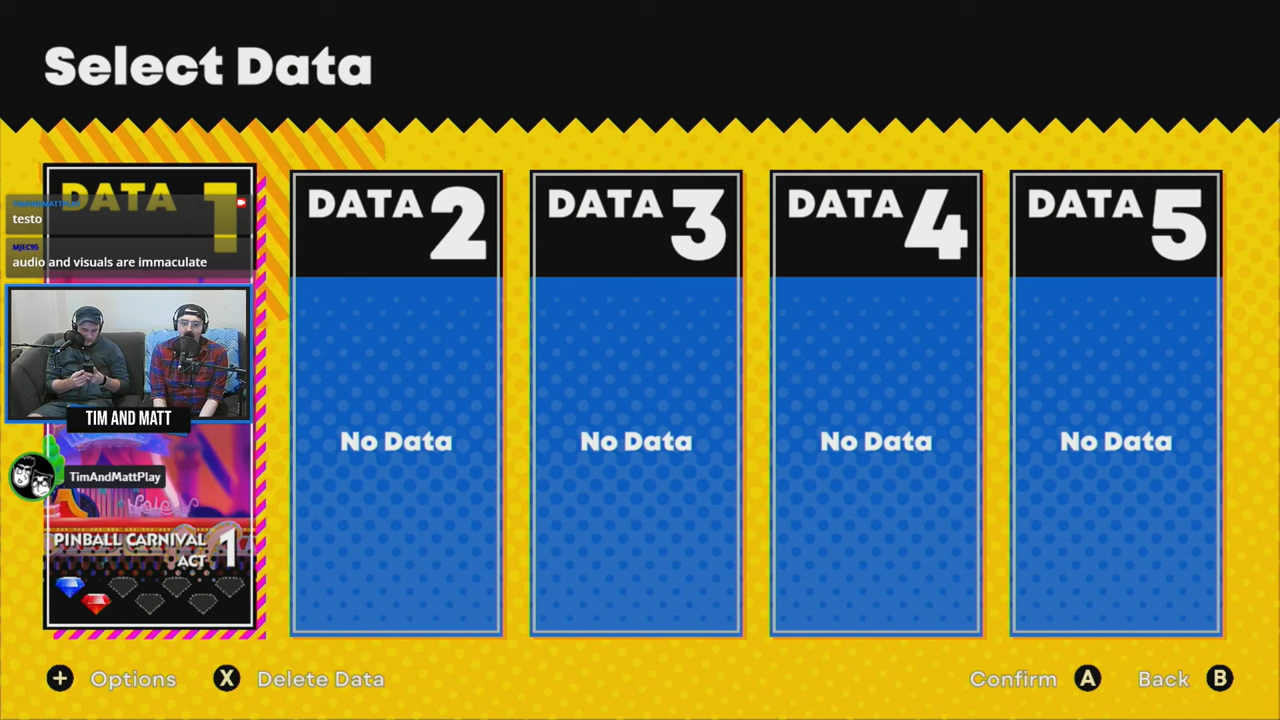 Select Data
DATA 1
testo
MJEC95
audio and visuals are immaculate
TIM AND MATT
TimAndMattPlay
PINBALL CARNIVAL
ACT 1
DATA 2
No Data
DATA 3
No Data
DATA 4
No Data
DATA 5
No Data
+ Options
X Delete Data
Confirm A
Back B